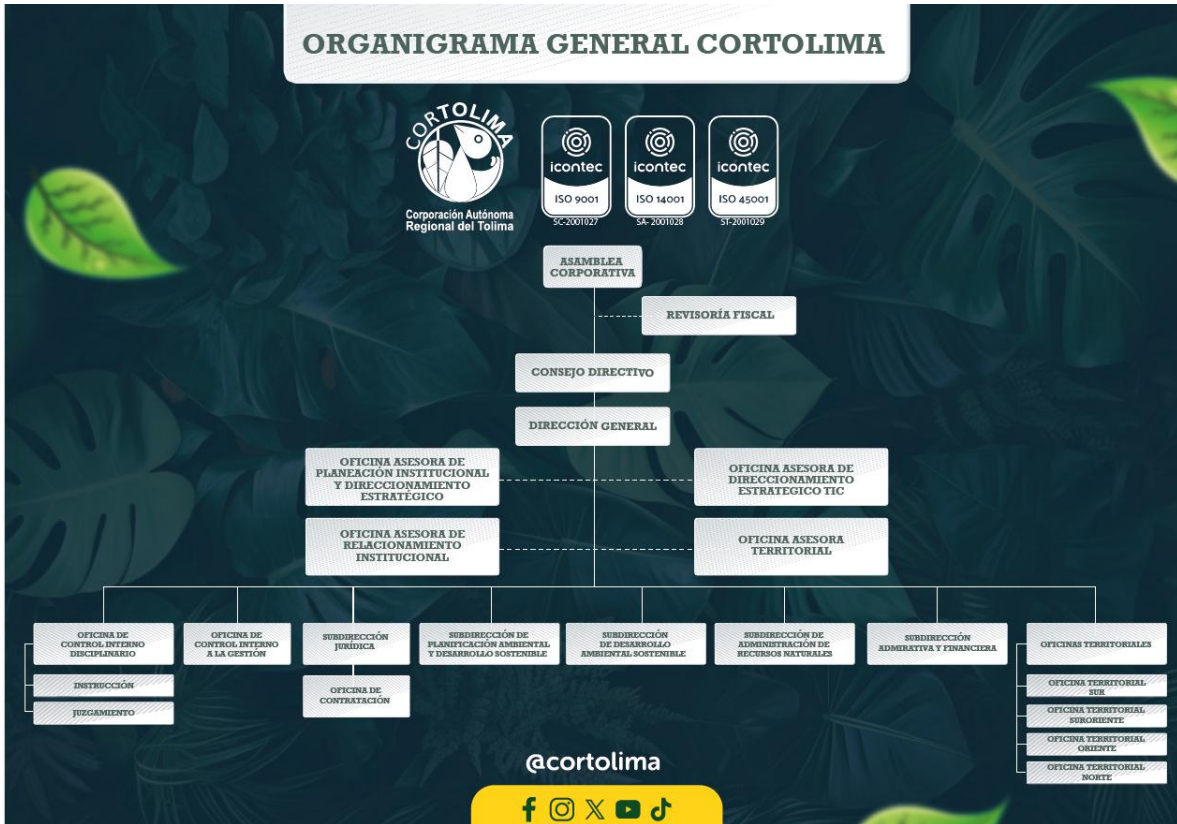 ORGANIGRAMA GENERAL CORTOLIMA
CORTOLIMA
Corporación Autónoma
Regional del Tolima
icontec
ISO 9001
SC-2001027
icontec
ISO 14001
SA- 2001028
icontec
ISO 45001
ST-2001029
ASAMBLEA
CORPORATIVA
REVISORÍA FISCAL
CONSEJO DIRECTIVO
DIRECCIÓN GENERAL
OFICINA ASESORA DE
PLANEACIÓN INSTITUCIONAL
Y DIRECCIONAMIENTO
ESTRATÉGICO
OFICINA ASESORA DE
DIRECCIONAMIENTO
ESTRATEGICO TIC
OFICINA ASESORA DE
RELACIONAMIENTO
INSTITUCIONAL
OFICINA ASESORA
TERRITORIAL
OFICINA DE
CONTROL INTERNO
DISCIPLINARIO
INSTRUCCIÓN
JUZGAMIENTO
OFICINA DE
CONTROL INTERNO
A LA GESTIÓN
SUBDIRECCIÓN
JURÍDICA
OFICINA DE
CONTRATACIÓN
SUBDIRECCIÓN DE
PLANIFICACIÓN AMBIENTAL
Y DESARROLLO SOSTENIBLE
SUBDIRECCIÓN
DE DESARROLLO
AMBIENTAL SOSTENIBLE
SUBDIRECCIÓN DE
ADMINISTRACIÓN DE
RECURSOS NATURALES
SUBDIRECCIÓN
ADMIRATIVA Y FINANCIERA
OFICINAS TERRITORIALES
OFICINA TERRITORIAL
SUR
OFICINA TERRITORIAL
SURORIENTE
OFICINA TERRITORIAL
ORIENTE
OFICINA TERRITORIAL
NORTE
@cortolima